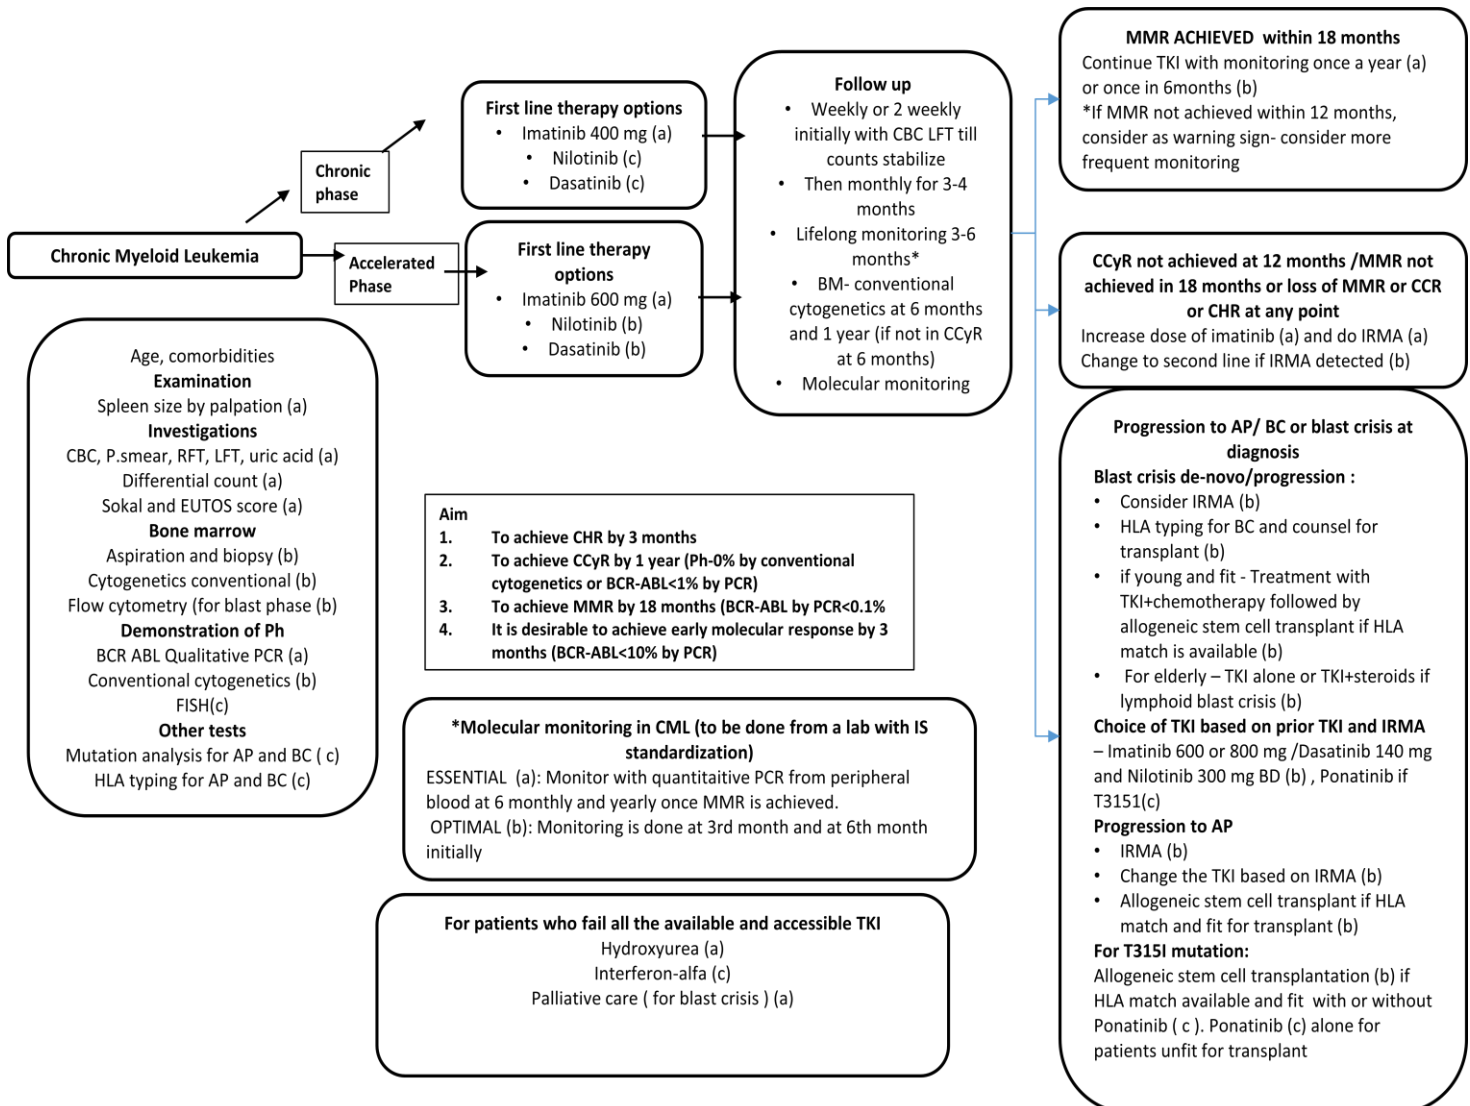 Chronic Myeloid Leukemia
Chronic
phase
Accelerated
Phase
First line therapy options
• Imatinib 400 mg (a)
• Nilotinib (c)
• Dasatinib (c)
First line therapy
options
• Imatinib 600 mg (a)
• Nilotinib (b)
• Dasatinib (b)
Follow up
• Weekly or 2 weekly
initially with CBC LFT till
counts stabilize
• Then monthly for 3-4
months
• Lifelong monitoring 3-6
months*
• BM- conventional
cytogenetics at 6 months
and 1 year (if not in CCyR
at 6 months)
• Molecular monitoring
MMR ACHIEVED within 18 months
Continue TKI with monitoring once a year (a)
or once in 6months (b)
*If MMR not achieved within 12 months,
consider as warning sign- consider more
frequent monitoring
CCyR not achieved at 12 months /MMR not
achieved in 18 months or loss of MMR or CCR
or CHR at any point
Increase dose of imatinib (a) and do IRMA (a)
Change to second line if IRMA detected (b)
Progression to AP/ BC or blast crisis at
diagnosis
Blast crisis de-novo/progression :
• Consider IRMA (b)
• HLA typing for BC and counsel for
transplant (b)
• if young and fit - Treatment with
TKI+chemotherapy followed by
allogeneic stem cell transplant if HLA
match is available (b)
• For elderly – TKI alone or TKI+steroids if
lymphoid blast crisis (b)
Choice of TKI based on prior TKI and IRMA
– Imatinib 600 or 800 mg /Dasatinib 140 mg
and Nilotinib 300 mg BD (b) , Ponatinib if
T3151(c)
Progression to AP
• IRMA (b)
• Change the TKI based on IRMA (b)
• Allogeneic stem cell transplant if HLA
match and fit for transplant (b)
For T315I mutation:
Allogeneic stem cell transplantation (b) if
HLA match available and fit with or without
Ponatinib ( c ). Ponatinib (c) alone for
patients unfit for transplant
Age, comorbidities
Examination
Spleen size by palpation (a)
Investigations
CBC, P.smear, RFT, LFT, uric acid (a)
Differential count (a)
Sokal and EUTOS score (a)
Bone marrow
Aspiration and biopsy (b)
Cytogenetics conventional (b)
Flow cytometry (for blast phase (b)
Demonstration of Ph
BCR ABL Qualitative PCR (a)
Conventional cytogenetics (b)
FISH(c)
Other tests
Mutation analysis for AP and BC ( c)
HLA typing for AP and BC (c)
Aim
1. To achieve CHR by 3 months
2. To achieve CCyR by 1 year (Ph-0% by conventional
cytogenetics or BCR-ABL<1% by PCR)
3. To achieve MMR by 18 months (BCR-ABL by PCR<0.1%
4. It is desirable to achieve early molecular response by 3
months (BCR-ABL<10% by PCR)
*Molecular monitoring in CML (to be done from a lab with IS
standardization)
ESSENTIAL (a): Monitor with quantitaitive PCR from peripheral
blood at 6 monthly and yearly once MMR is achieved.
OPTIMAL (b): Monitoring is done at 3rd month and at 6th month
initially
For patients who fail all the available and accessible TKI
Hydroxyurea (a)
Interferon-alfa (c)
Palliative care ( for blast crisis ) (a)